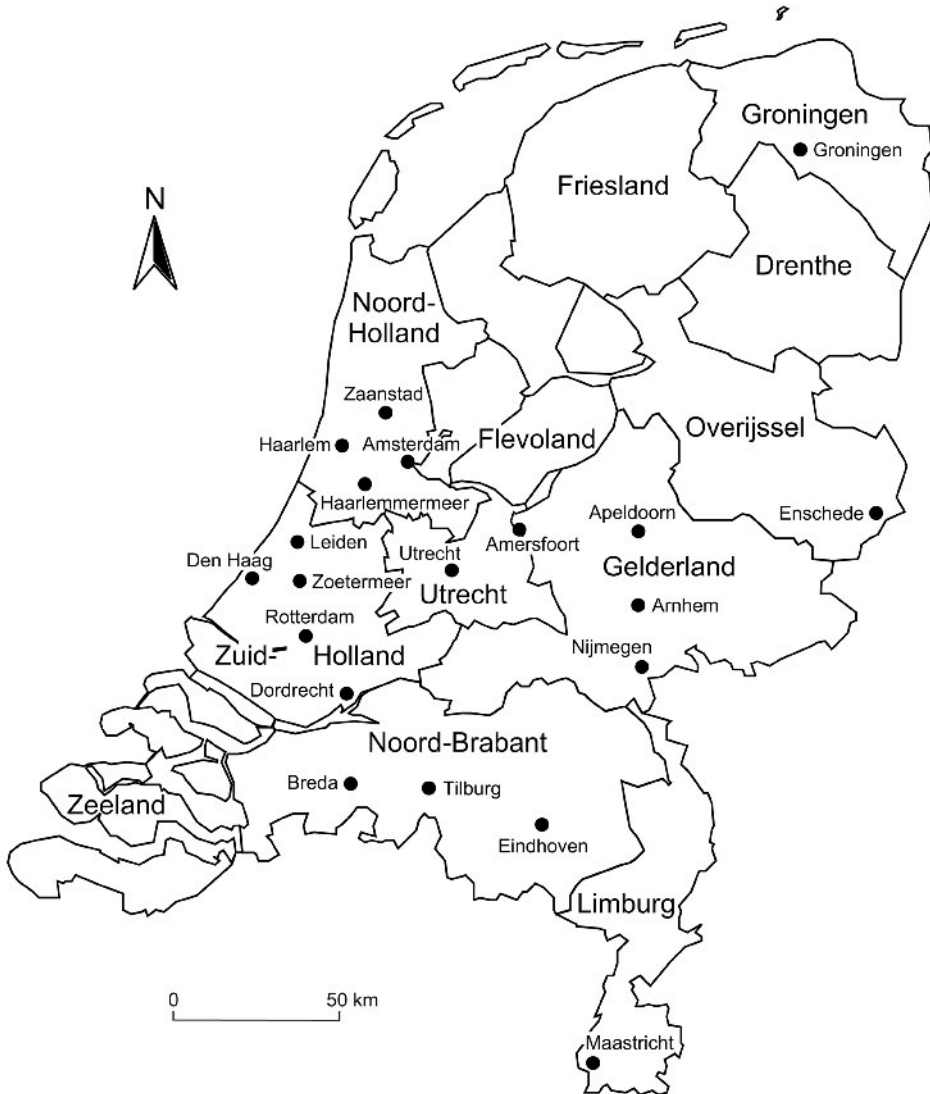 Groningen
Groningen
Friesland
N
Drenthe
Noord-
Holland
Zaanstad
Overijssel
Haarlem
Amsterdam
Flevoland
Haarlemmermeer
Apeldoorn
Enschede
Leiden
Amersfoort
Den Haag
Zoetermeer
Utrecht
Utrecht
Gelderland
Arnhem
Rotterdam
Zuid- Holland
Nijmegen
Dordrecht
Noord-Brabant
Breda
Tilburg
Zeeland
Eindhoven
Limburg
0 50 km
Maastricht